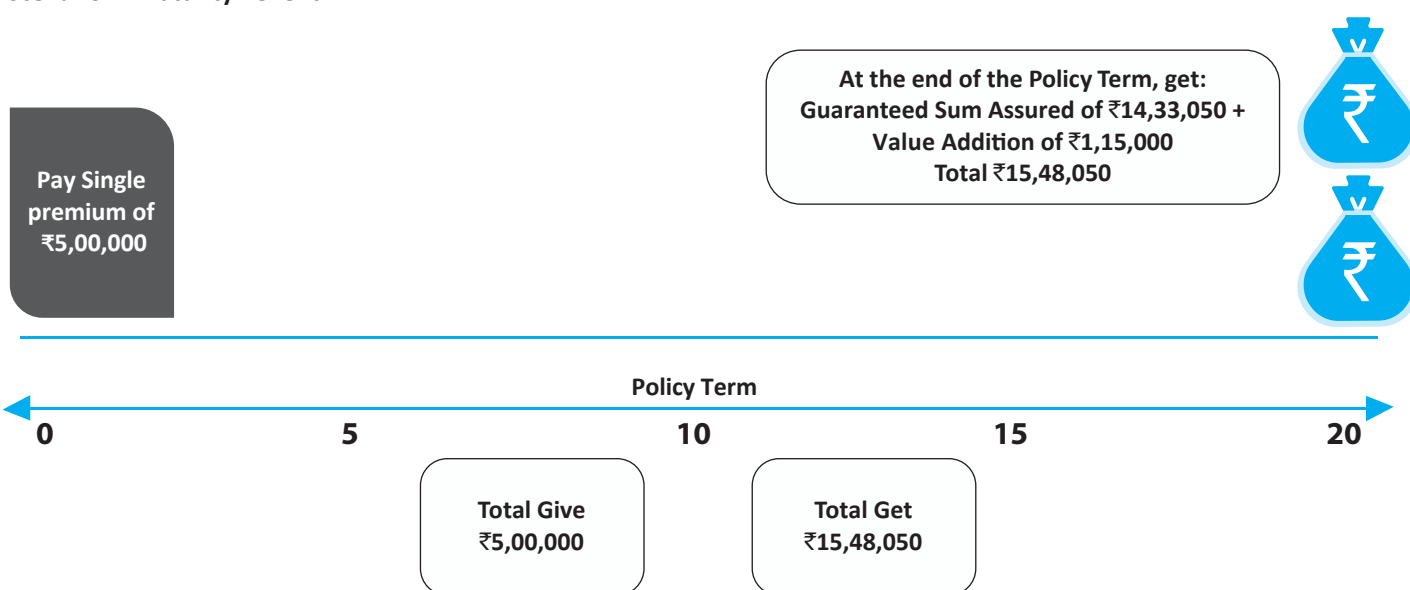 Pay Single
premium of
₹5,00,000
At the end of the Policy Term, get:
Guaranteed Sum Assured of ₹14,33,050 +
Value Addition of ₹1,15,000
Total ₹15,48,050
₹
₹
Policy Term
0 5 10 15 20
Total Give
₹5,00,000
Total Get
₹15,48,050